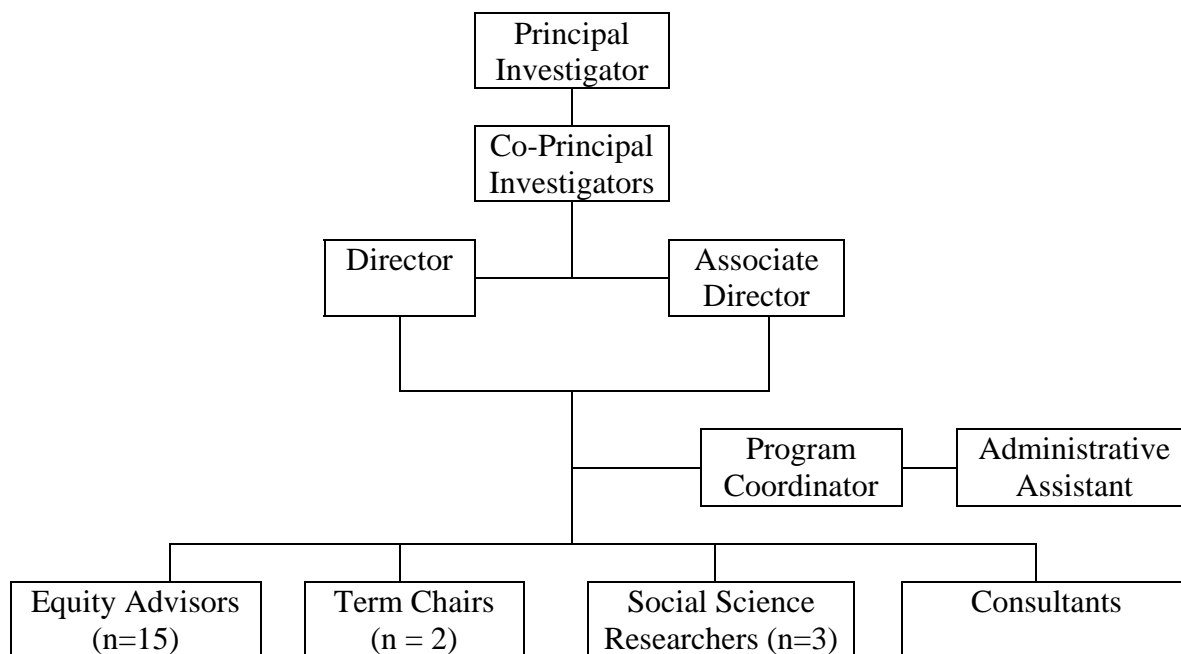 Principal
Investigator
Co-Principal
Investigators
Director
Associate
Director
Program
Coordinator
Administrative
Assistant
Equity Advisors
(n=15)
Term Chairs
(n = 2)
Social Science
Researchers (n=3)
Consultants